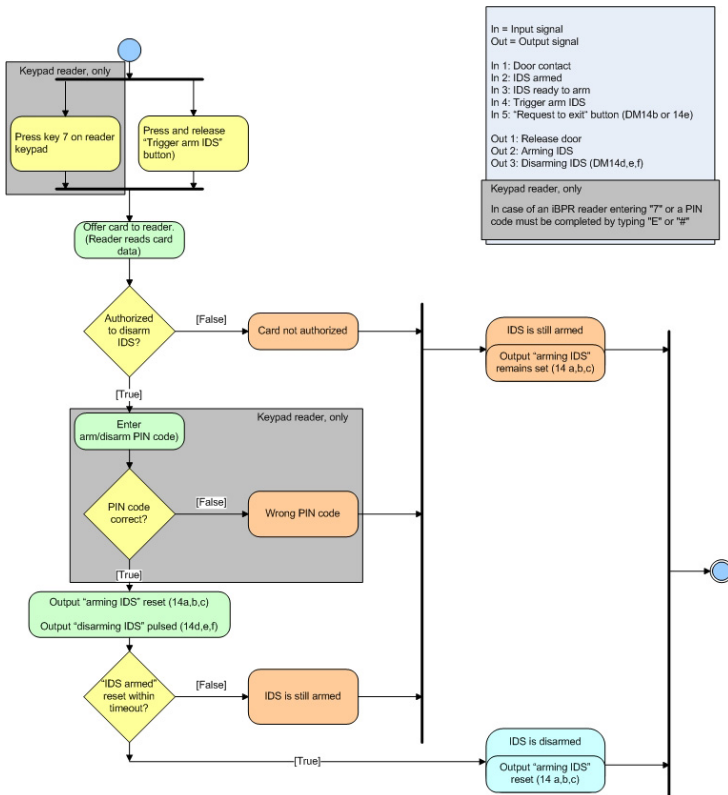 In = Input signal
Out = Output signal
In 1: Door contact
In 2: IDS armed
In 3: IDS ready to arm
In 4: Trigger arm IDS
In 5: "Request to exit" button (DM14b or 14e)
Out 1: Release door
Out 2: Arming IDS
Out 3: Disarming IDS (DM14d,e,f)
Keypad reader, only
In case of an iBPR reader entering "7" or a PIN
code must be completed by typing "E" or "#"
Keypad reader, only
Press key 7 on reader
keypad
Press and release
"Trigger arm IDS"
button)
Offer card to reader.
(Reader reads card
data)
Authorized
to disarm
IDS?
[False]
Card not authorized
IDS is still armed
Output "arming IDS"
remains set (14 a,b,c)
[True]
Keypad reader, only
Enter
arm/disarm PIN code)
PIN code
correct?
[False]
Wrong PIN code
[True]
Output "arming IDS" reset (14a,b,c)
Output "disarming IDS" pulsed (14d,e,f)
"IDS armed"
reset within
timeout?
[False]
IDS is still armed
[True]
IDS is disarmed
Output "arming IDS"
reset (14 a,b,c)